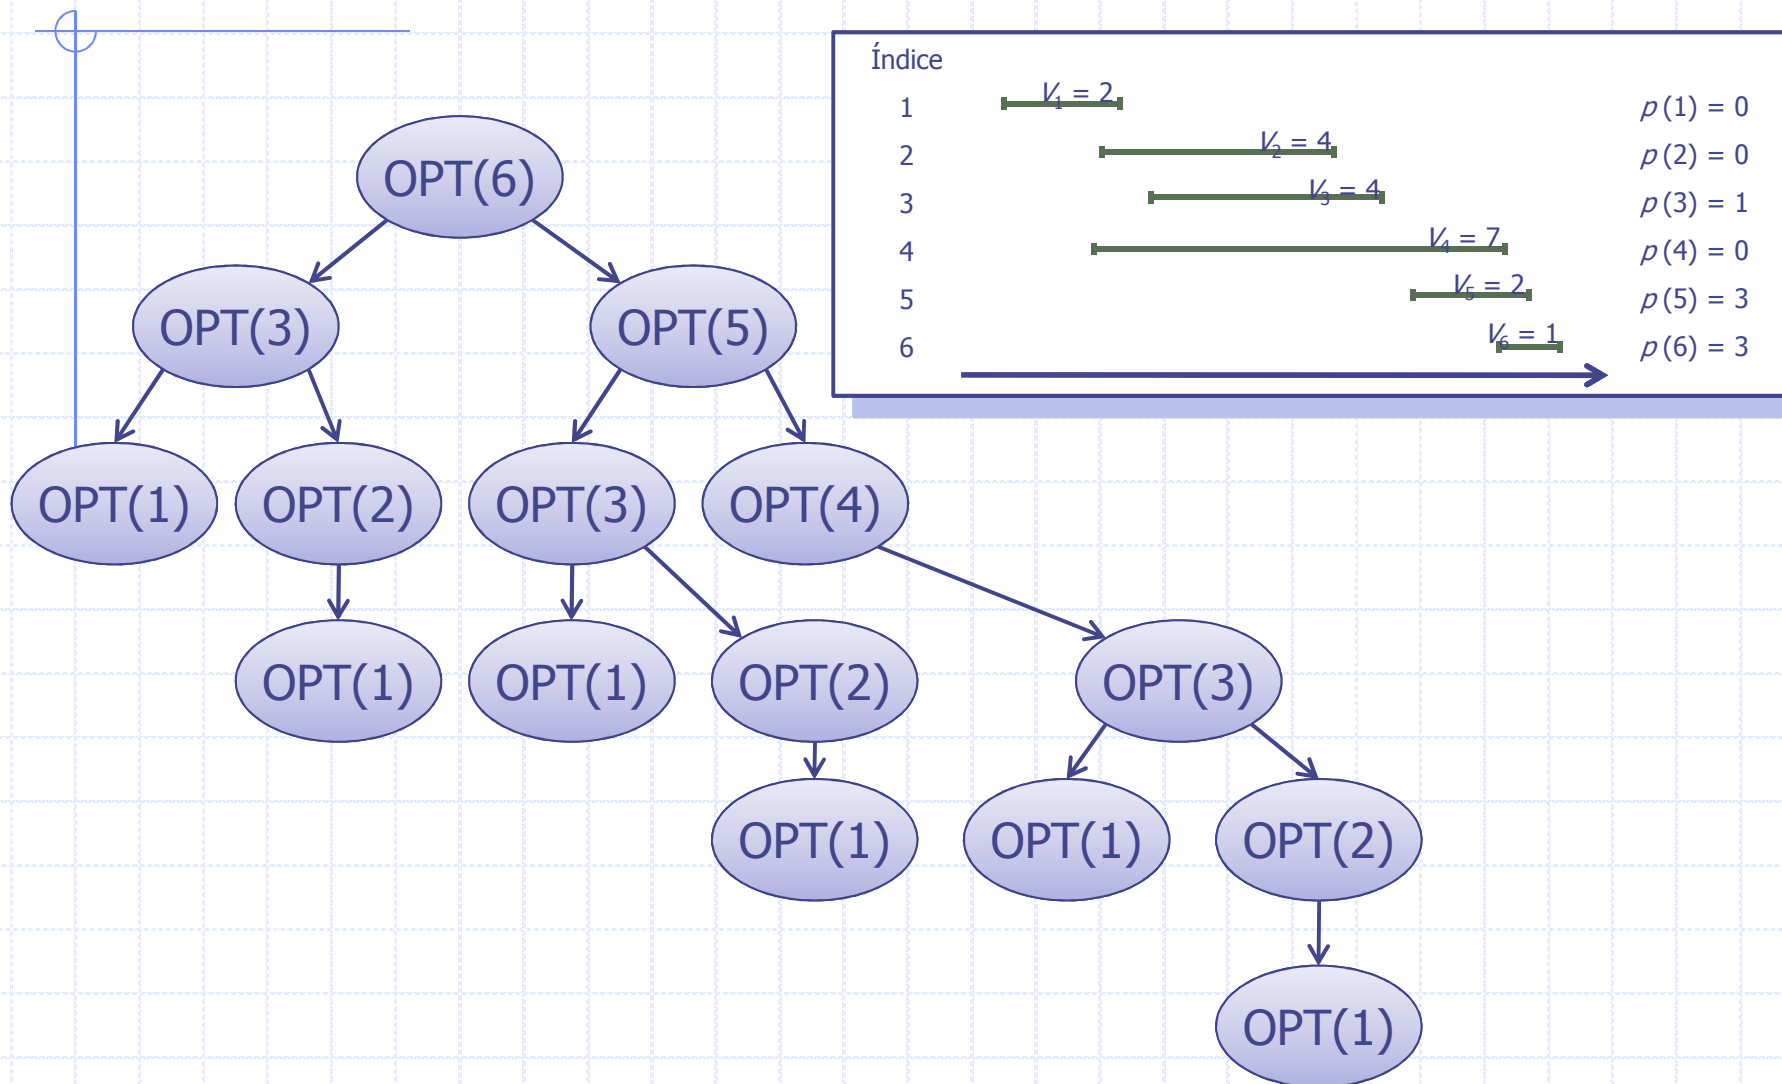 Índice
1 V1 = 2 p (1) = 0
2 V2 = 4 p (2) = 0
3 V3 = 4 p (3) = 1
4 V4 = 7 p (4) = 0
5 V5 = 2 p (5) = 3
6 V6 = 1 p (6) = 3
OPT(6)
OPT(3) OPT(5)
OPT(1) OPT(2) OPT(3) OPT(4)
OPT(1) OPT(1) OPT(2) OPT(3)
OPT(1) OPT(1) OPT(2)
OPT(1)